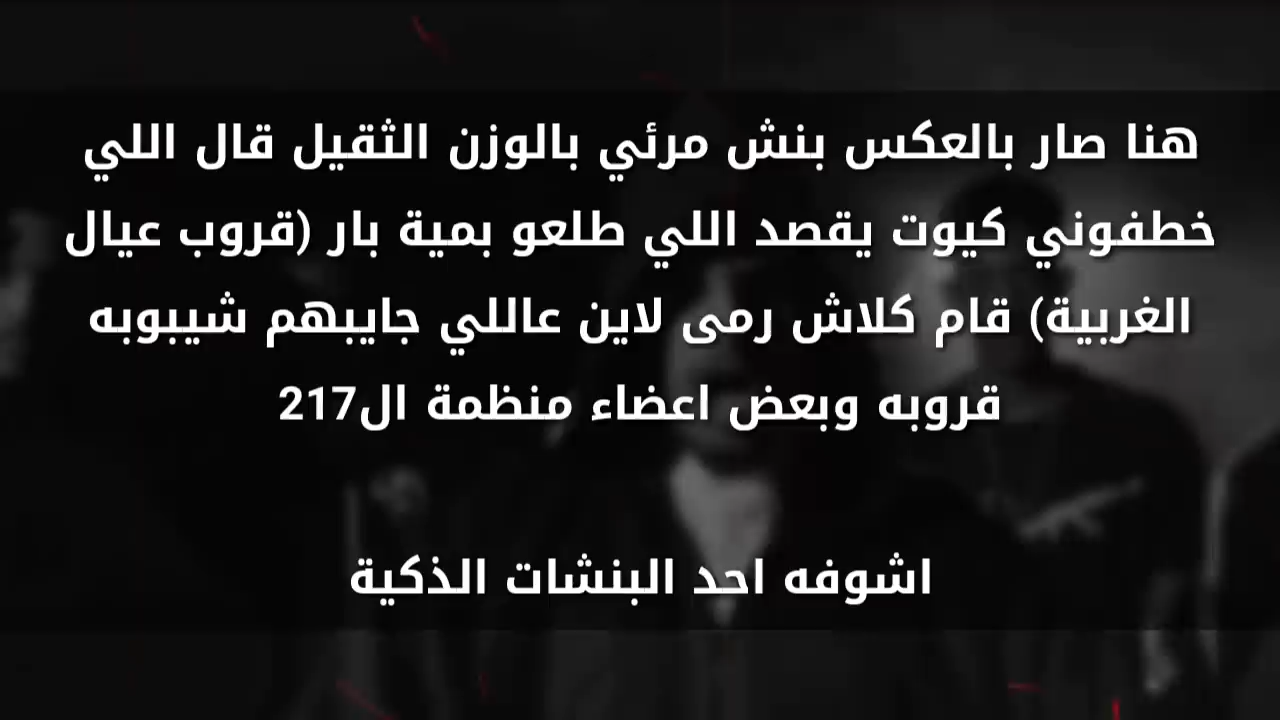 هنا صار بالعكس بنش مرئي بالوزن الثقيل قال اللي
خطفوني كيوت يقصد اللي طلعو بمية بار (قروب عيال
الغربية) قام كلاش رمى لاين عاللي جايبهم شيبوبه
قروبه وبعض اعضاء منظمة ال217
اشوفه احد البنشات الذكية